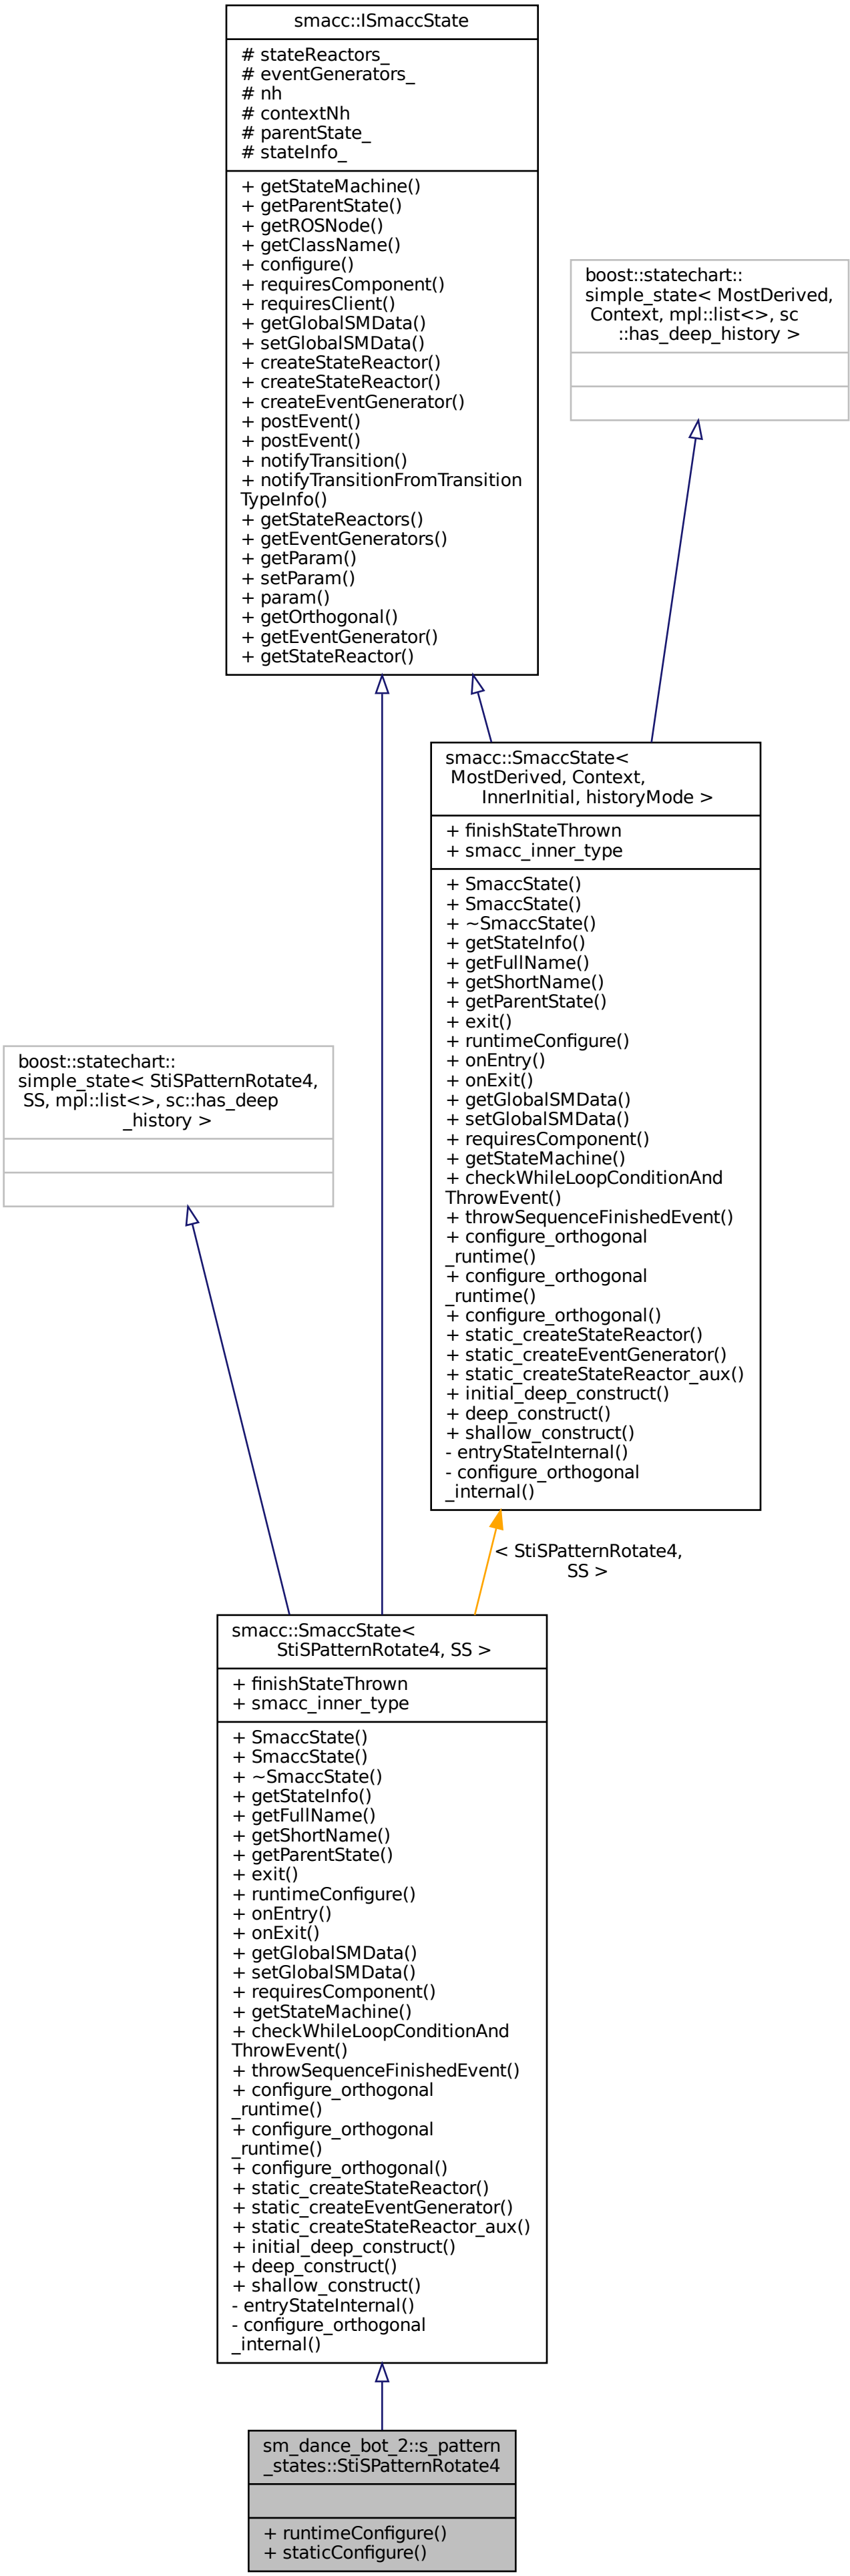 smacc::ISmaccState
# stateReactors_
# eventGenerators_
# nh
# contextNh
# parentState_
# stateInfo_
+ getStateMachine()
+ getParentState()
+ getROSNode()
+ getClassName()
+ configure()
+ requiresComponent()
+ requiresClient()
+ getGlobalSMData()
+ setGlobalSMData()
+ createStateReactor()
+ createStateReactor()
+ createEventGenerator()
+ postEvent()
+ postEvent()
+ notifyTransition()
+ notifyTransitionFromTransition
TypeInfo()
+ getStateReactors()
+ getEventGenerators()
+ getParam()
+ setParam()
+ param()
+ getOrthogonal()
+ getEventGenerator()
+ getStateReactor()
boost::statechart::
simple_state< MostDerived,
Context, mpl::list<>, sc
::has_deep_history >
smacc::SmaccState<
MostDerived, Context,
InnerInitial, historyMode >
+ finishStateThrown
+ smacc_inner_type
+ SmaccState()
+ SmaccState()
+ ~SmaccState()
+ getStateInfo()
+ getFullName()
+ getShortName()
+ getParentState()
+ exit()
+ runtimeConfigure()
+ onEntry()
+ onExit()
+ getGlobalSMData()
+ setGlobalSMData()
+ requiresComponent()
+ getStateMachine()
+ checkWhileLoopConditionAnd
ThrowEvent()
+ throwSequenceFinishedEvent()
+ configure_orthogonal
_runtime()
+ configure_orthogonal
_runtime()
+ configure_orthogonal()
+ static_createStateReactor()
+ static_createEventGenerator()
+ static_createStateReactor_aux()
+ initial_deep_construct()
+ deep_construct()
+ shallow_construct()
- entryStateInternal()
- configure_orthogonal
_internal()
boost::statechart::
simple_state< StiSPatternRotate4,
SS, mpl::list<>, sc::has_deep
_history >
< StiSPatternRotate4,
SS >
smacc::SmaccState<
StiSPatternRotate4, SS >
+ finishStateThrown
+ smacc_inner_type
+ SmaccState()
+ SmaccState()
+ ~SmaccState()
+ getStateInfo()
+ getFullName()
+ getShortName()
+ getParentState()
+ exit()
+ runtimeConfigure()
+ onEntry()
+ onExit()
+ getGlobalSMData()
+ setGlobalSMData()
+ requiresComponent()
+ getStateMachine()
+ checkWhileLoopConditionAnd
ThrowEvent()
+ throwSequenceFinishedEvent()
+ configure_orthogonal
_runtime()
+ configure_orthogonal
_runtime()
+ configure_orthogonal()
+ static_createStateReactor()
+ static_createEventGenerator()
+ static_createStateReactor_aux()
+ initial_deep_construct()
+ deep_construct()
+ shallow_construct()
- entryStateInternal()
- configure_orthogonal
_internal()
sm_dance_bot_2::s_pattern
_states::StiSPatternRotate4
+ runtimeConfigure()
+ staticConfigure()